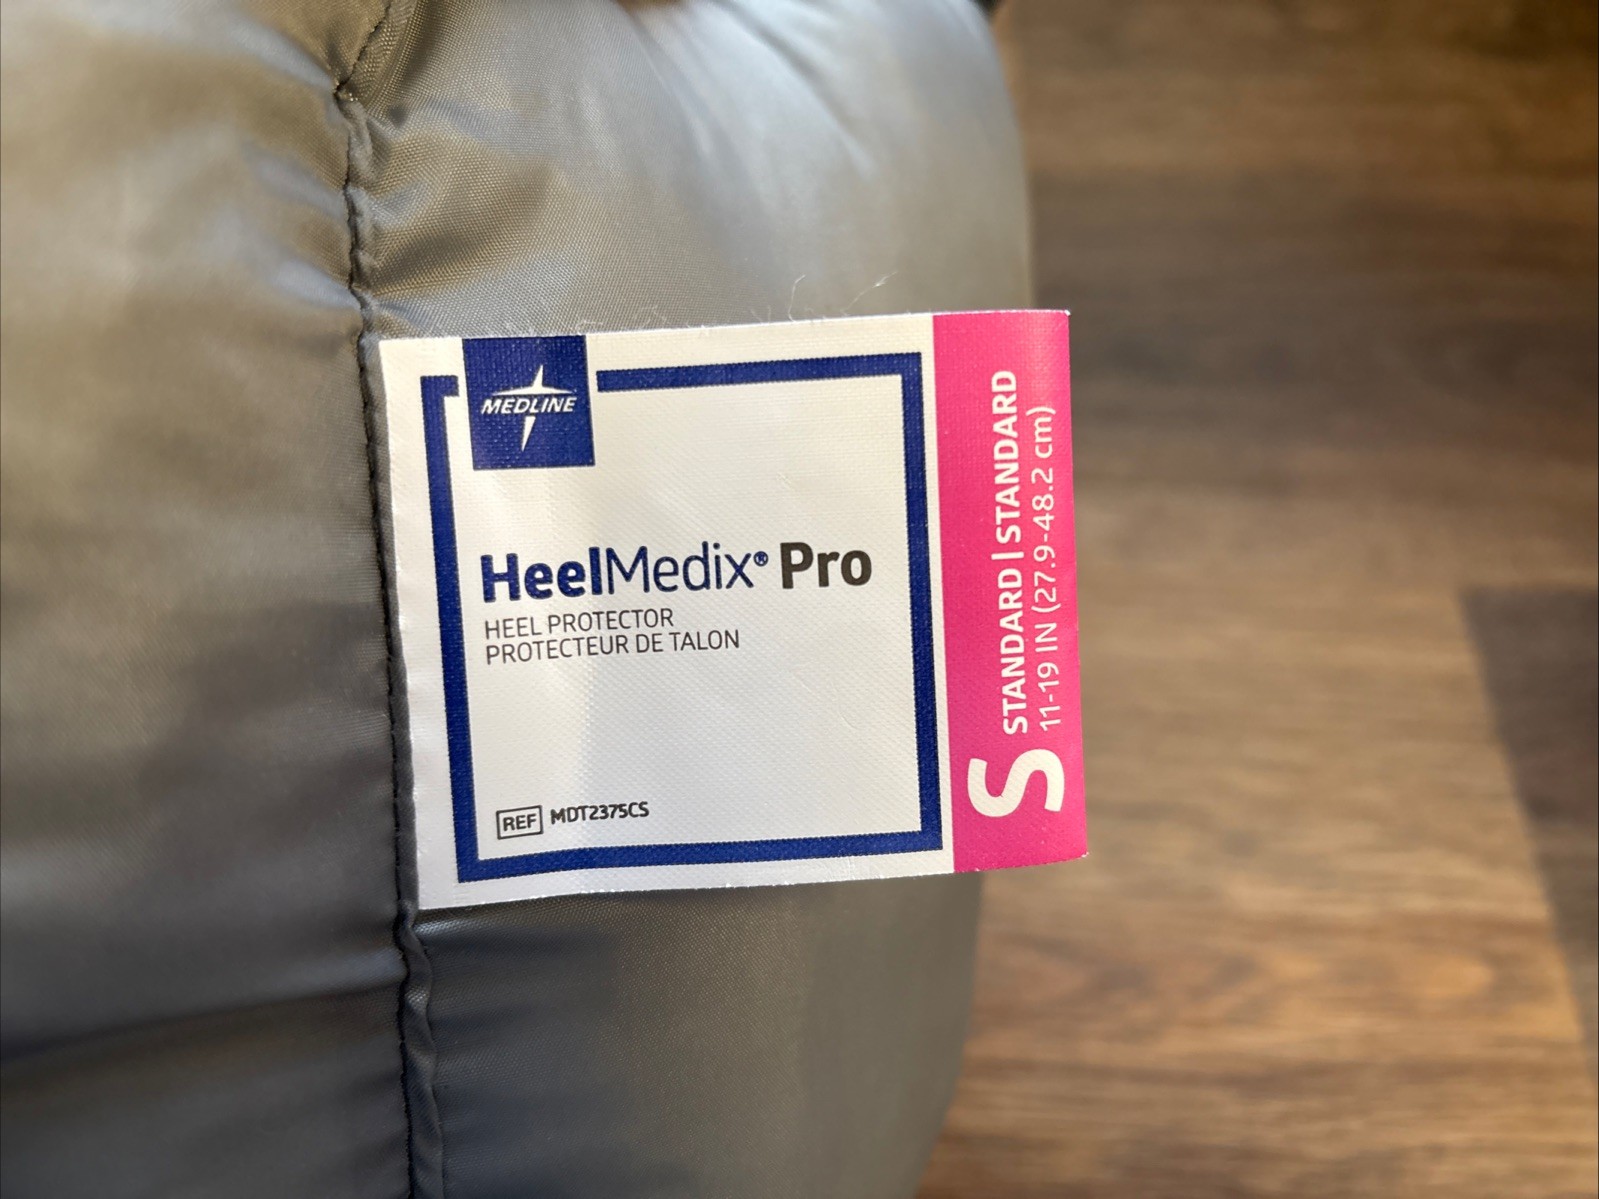 MEDLINE
HeelMedix® Pro
HEEL PROTECTOR
PROTECTEUR DE TALON
REF MDT2375CS
S
STANDARD | STANDARD
11-19 IN (27.9-48.2 cm)